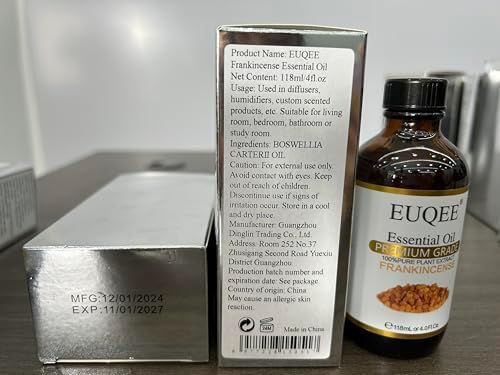 MFG:12/01/2024
EXP:11/01/2027
Product Name: EUQEE
Frankincense Essential Oil
Net Content: 118ml/4fl.oz
Usage: Used in diffusers,
humidifiers, custom scented
products, etc. Suitable for living
room, bedroom, bathroom or
study room.
Ingredients: BOSWELLIA
CARTERII OIL
Caution: For external use only.
Avoid contact with eyes. Keep
Out of reach of children.
Discontinue use if signs of
irritation occur. Store in a cool
and dry place.
Manufacturer: Guangzhou
Dinglin Trading Co., Ltd.
Address: Room 252 No.37
Zhusigang Second Road Yuexiu
District Guangzhou
Production batch number and
expiration date: See package.
Country of origin: China
May cause an allergic skin
reaction.
24M
Made in China
EUQEE®
Essential Oil
PREMIUM GRADE
100%PURE PLANT EXTRACT
FRANKINCENSE
118mL or 4.0Fl.Oz